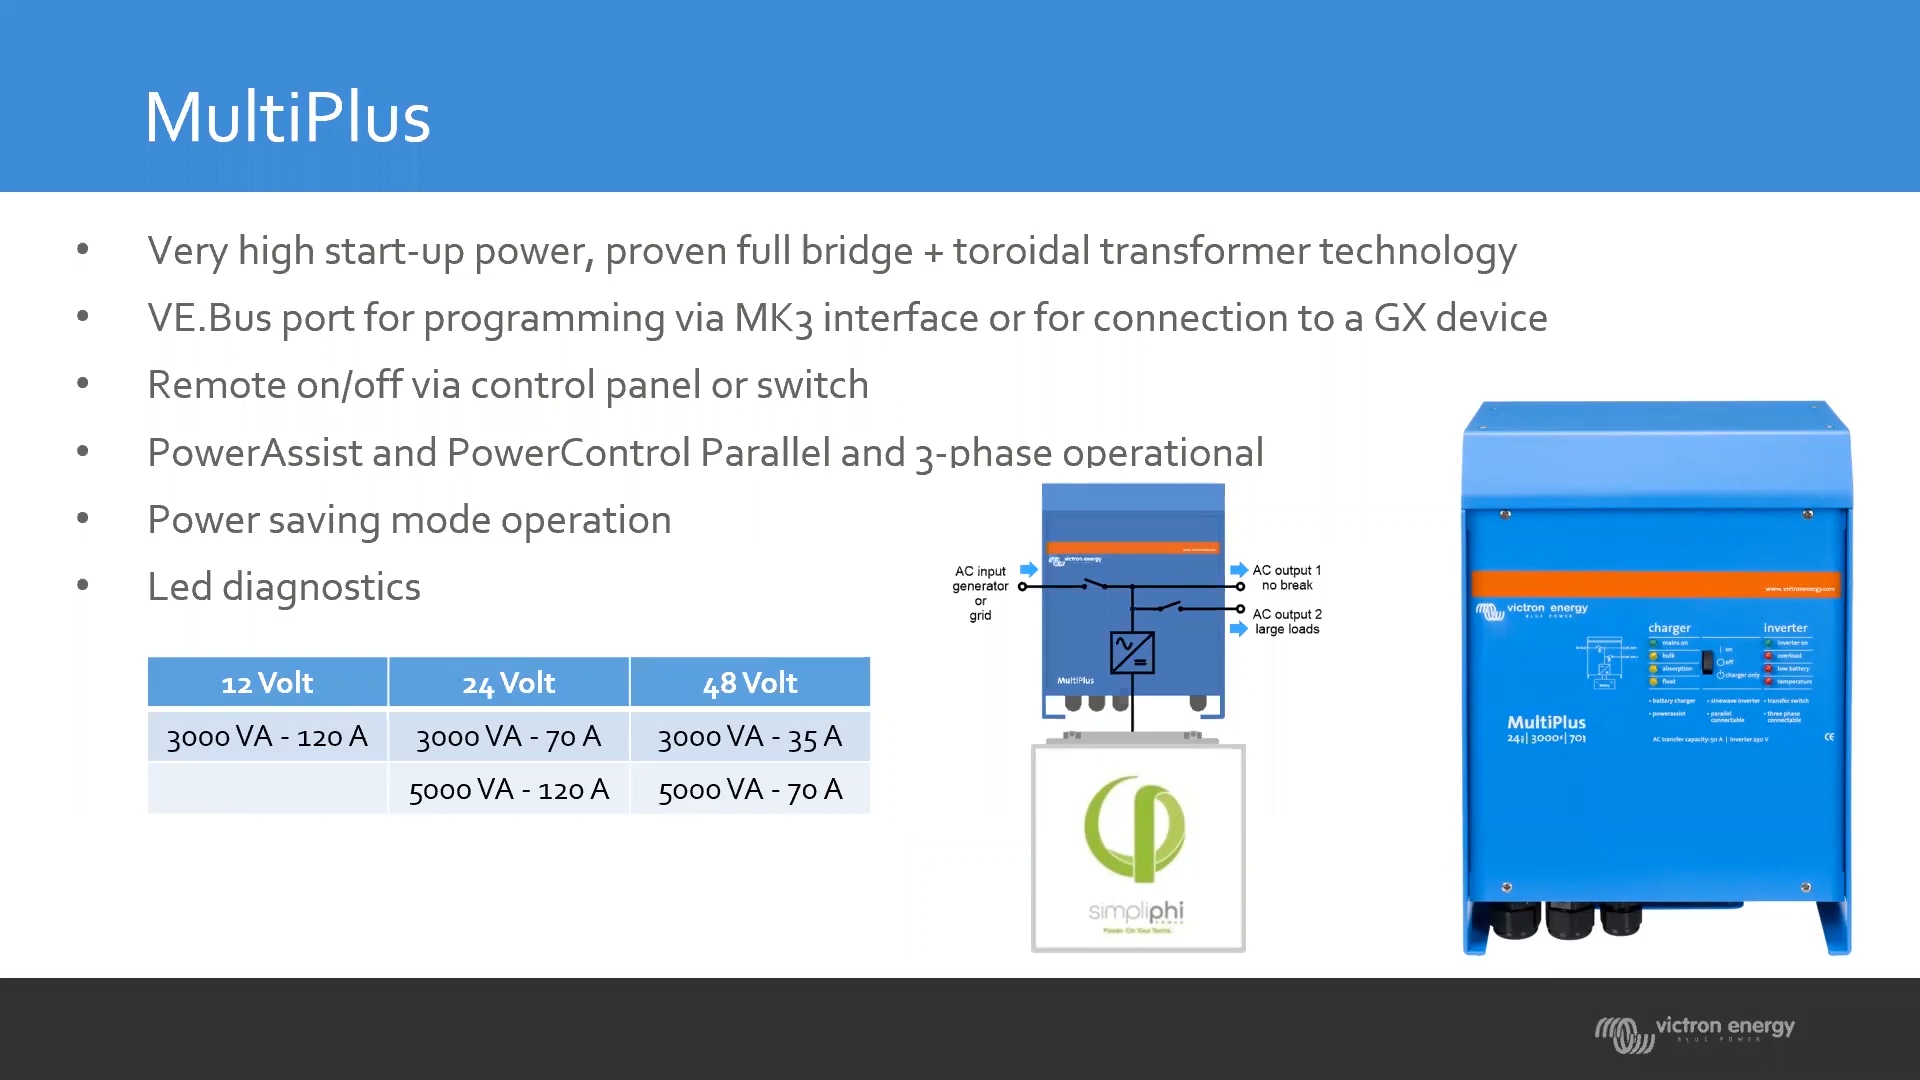 MultiPlus
• Very high start-up power, proven full bridge + toroidal transformer technology
• VE.Bus port for programming via MK3 interface or for connection to a GX device
• Remote on/off via control panel or switch
• PowerAssist and PowerControl Parallel and 3-phase operational
• Power saving mode operation
• Led diagnostics
12 Volt 24 Volt 48 Volt
3000 VA - 120 A 3000 VA - 70 A 3000 VA - 35 A
5000 VA - 120 A 5000 VA - 70 A
victron energy
AC input
generator
or
grid
AC output 1
no break
AC output 2
large loads
MultiPlus
simpliphi
POWER
Power. On Your Terms.
www.victronenergy.com
victron energy
BLUE POWER
charger inverter
mains on on inverter on
bulk off overload
absorption charger only low battery
float temperature
• battery charger • sinewave inverter • transfer switch
• powerassist • parallel connectable • three phase connectable
MultiPlus
24 | 3000 | 70
AC transfer capacity: 50 A | Inverter 230 V
CE
victron energy
BLUE POWER